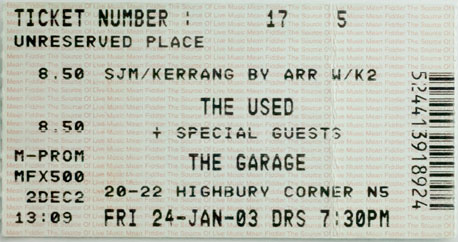 TICKET NUMBER : 17 5
UNRESERVED PLACE
8.50 SJM/KERRANG BY ARR W/K2
THE USED
8.50 + SPECIAL GUESTS
M-PROM THE GARAGE
MFX500
2DEC2 20-22 HIGHBURY CORNER N5
13:09 FRI 24-JAN-03 DRS 7:30PM
524413918924